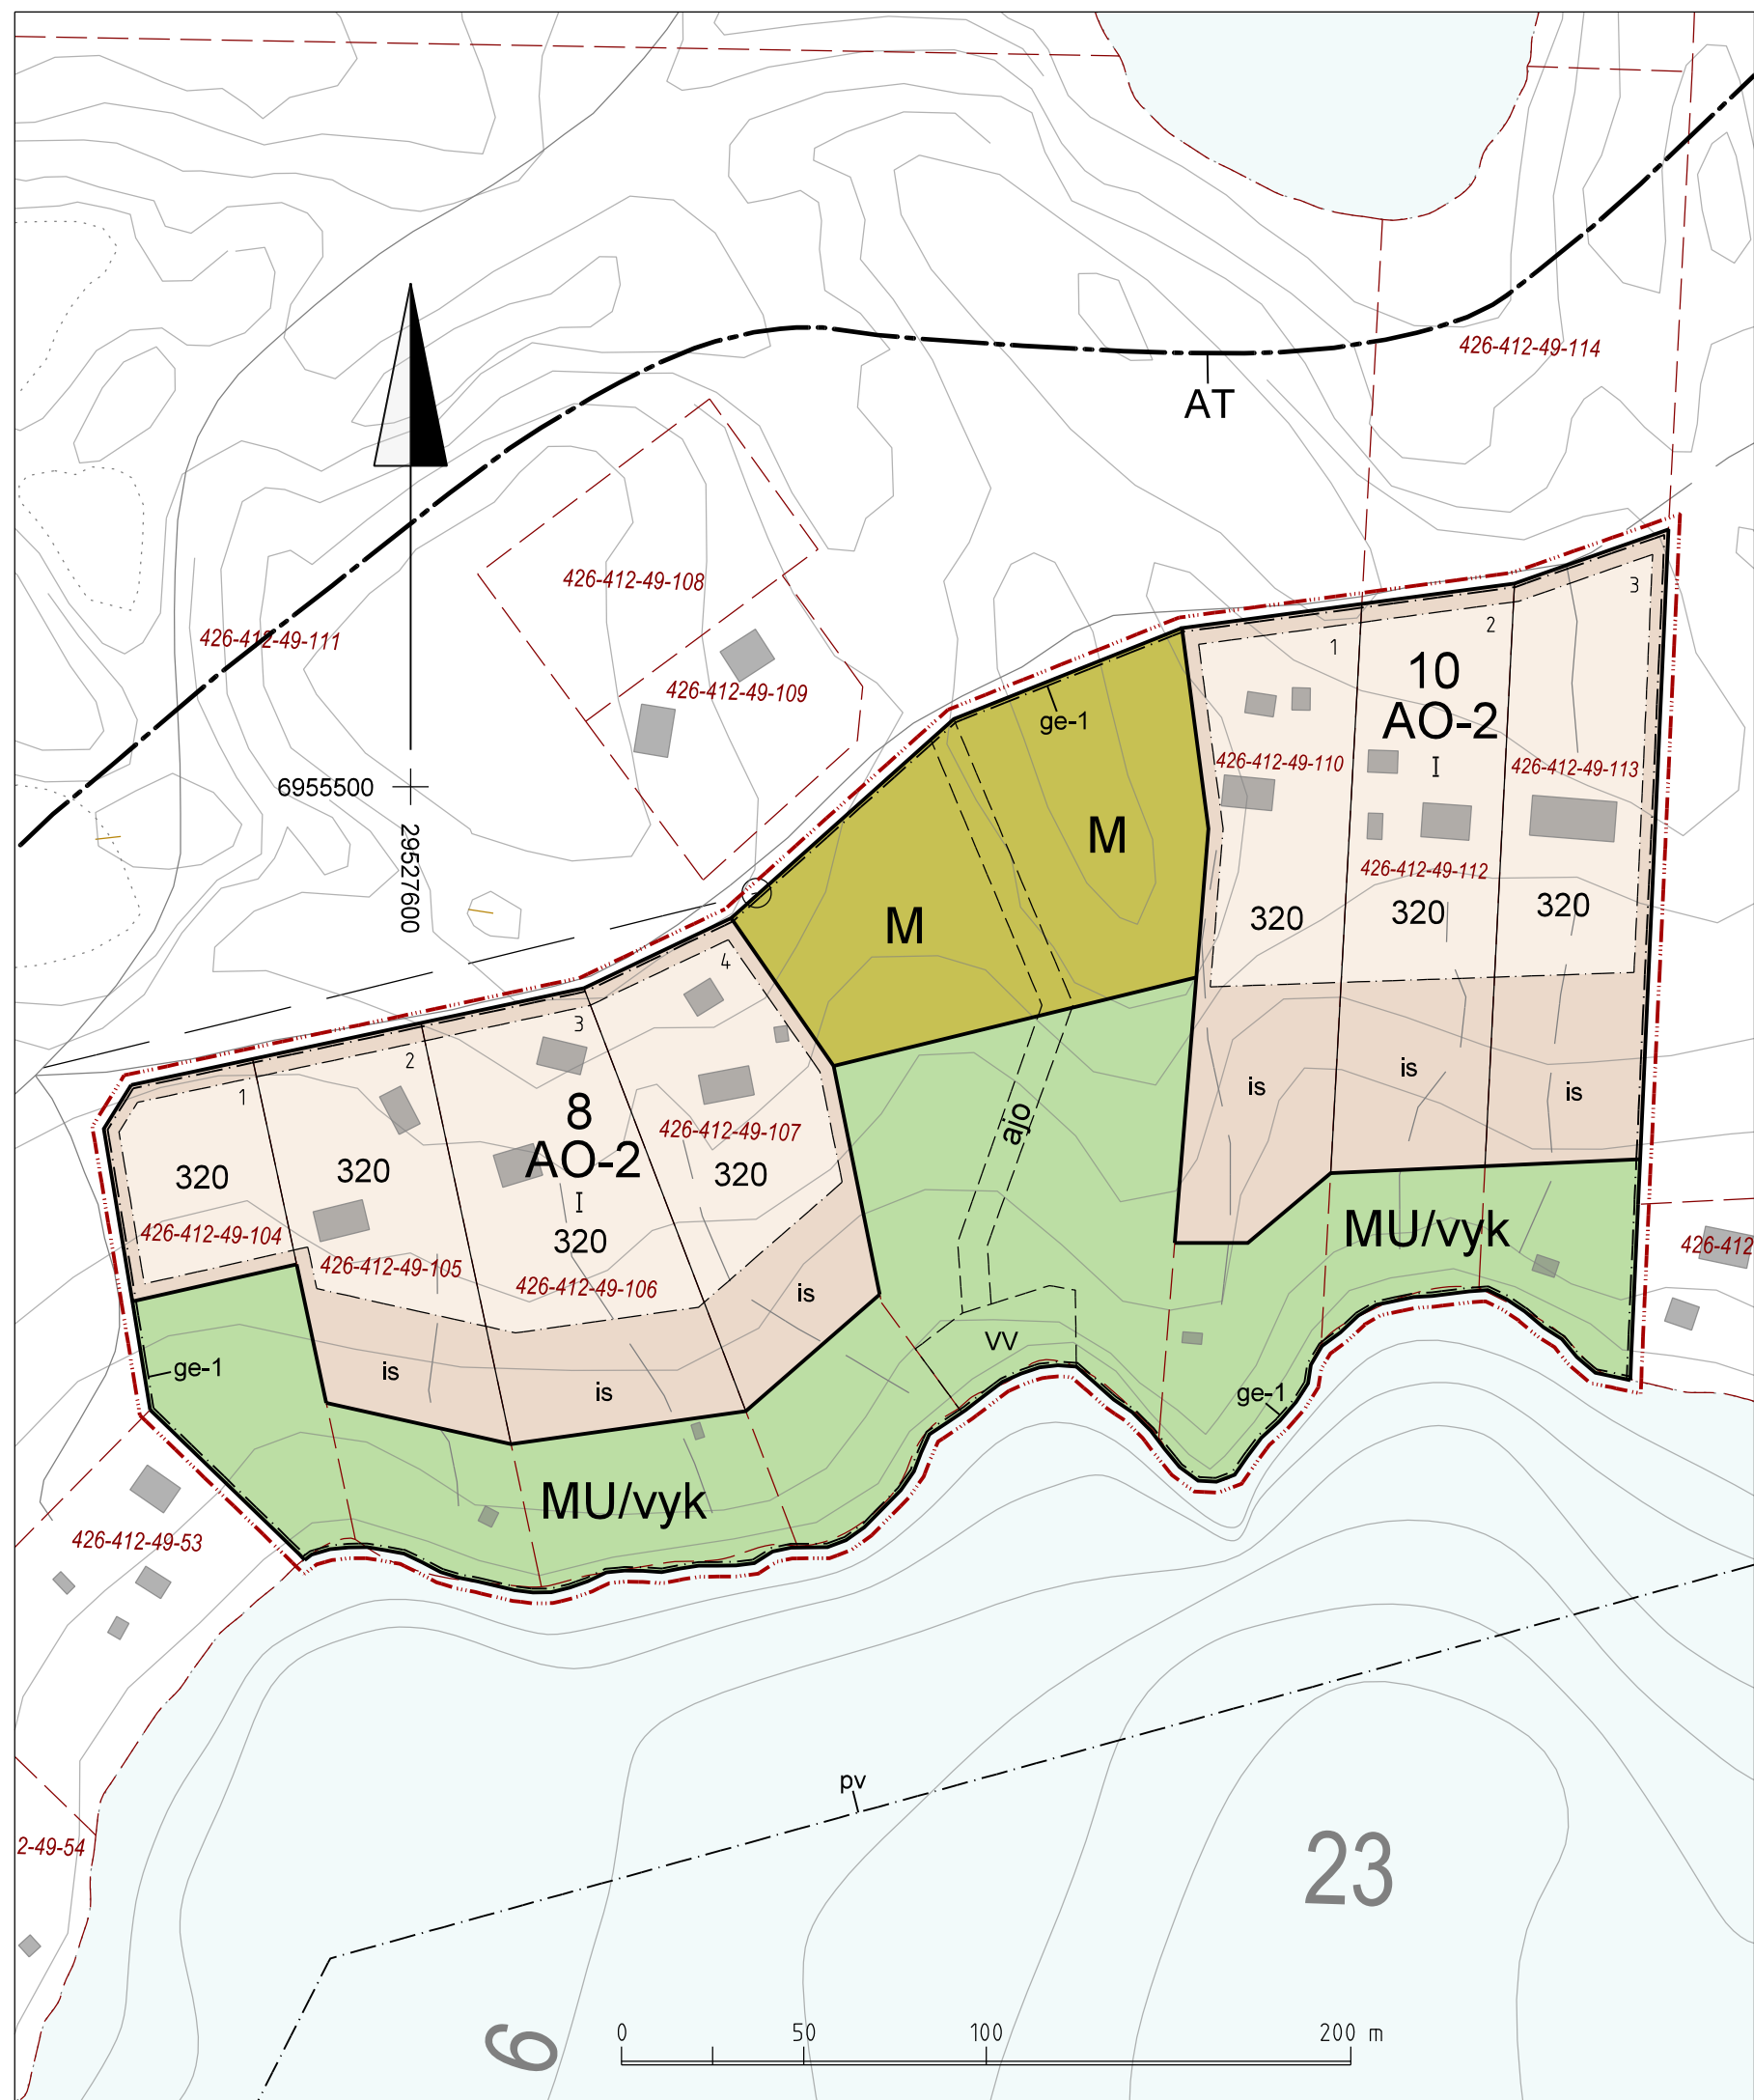 426-412-49-114
AT
3
426-412-49-108
2
426-412-49-111
1
10
426-412-49-109
ge-1
AO-2
426-412-49-110
I
426-412-49-113
6955500
M
29527600
426-412-49-112
320
320
320
M
4
3
2
is
is
is
1
8
ajo
426-412-49-107
AO-2
320
320
320
I
MU/vyk
426-412-49-104
320
426-412
426-412-49-105
426-412-49-106
is
vv
ge-1
is
is
ge-1
MU/vyk
426-412-49-53
pv
2-49-54
23
6
0 50 100 200 m